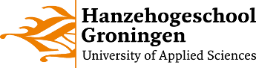 Hanzehogeschool
Groningen
University of Applied Sciences